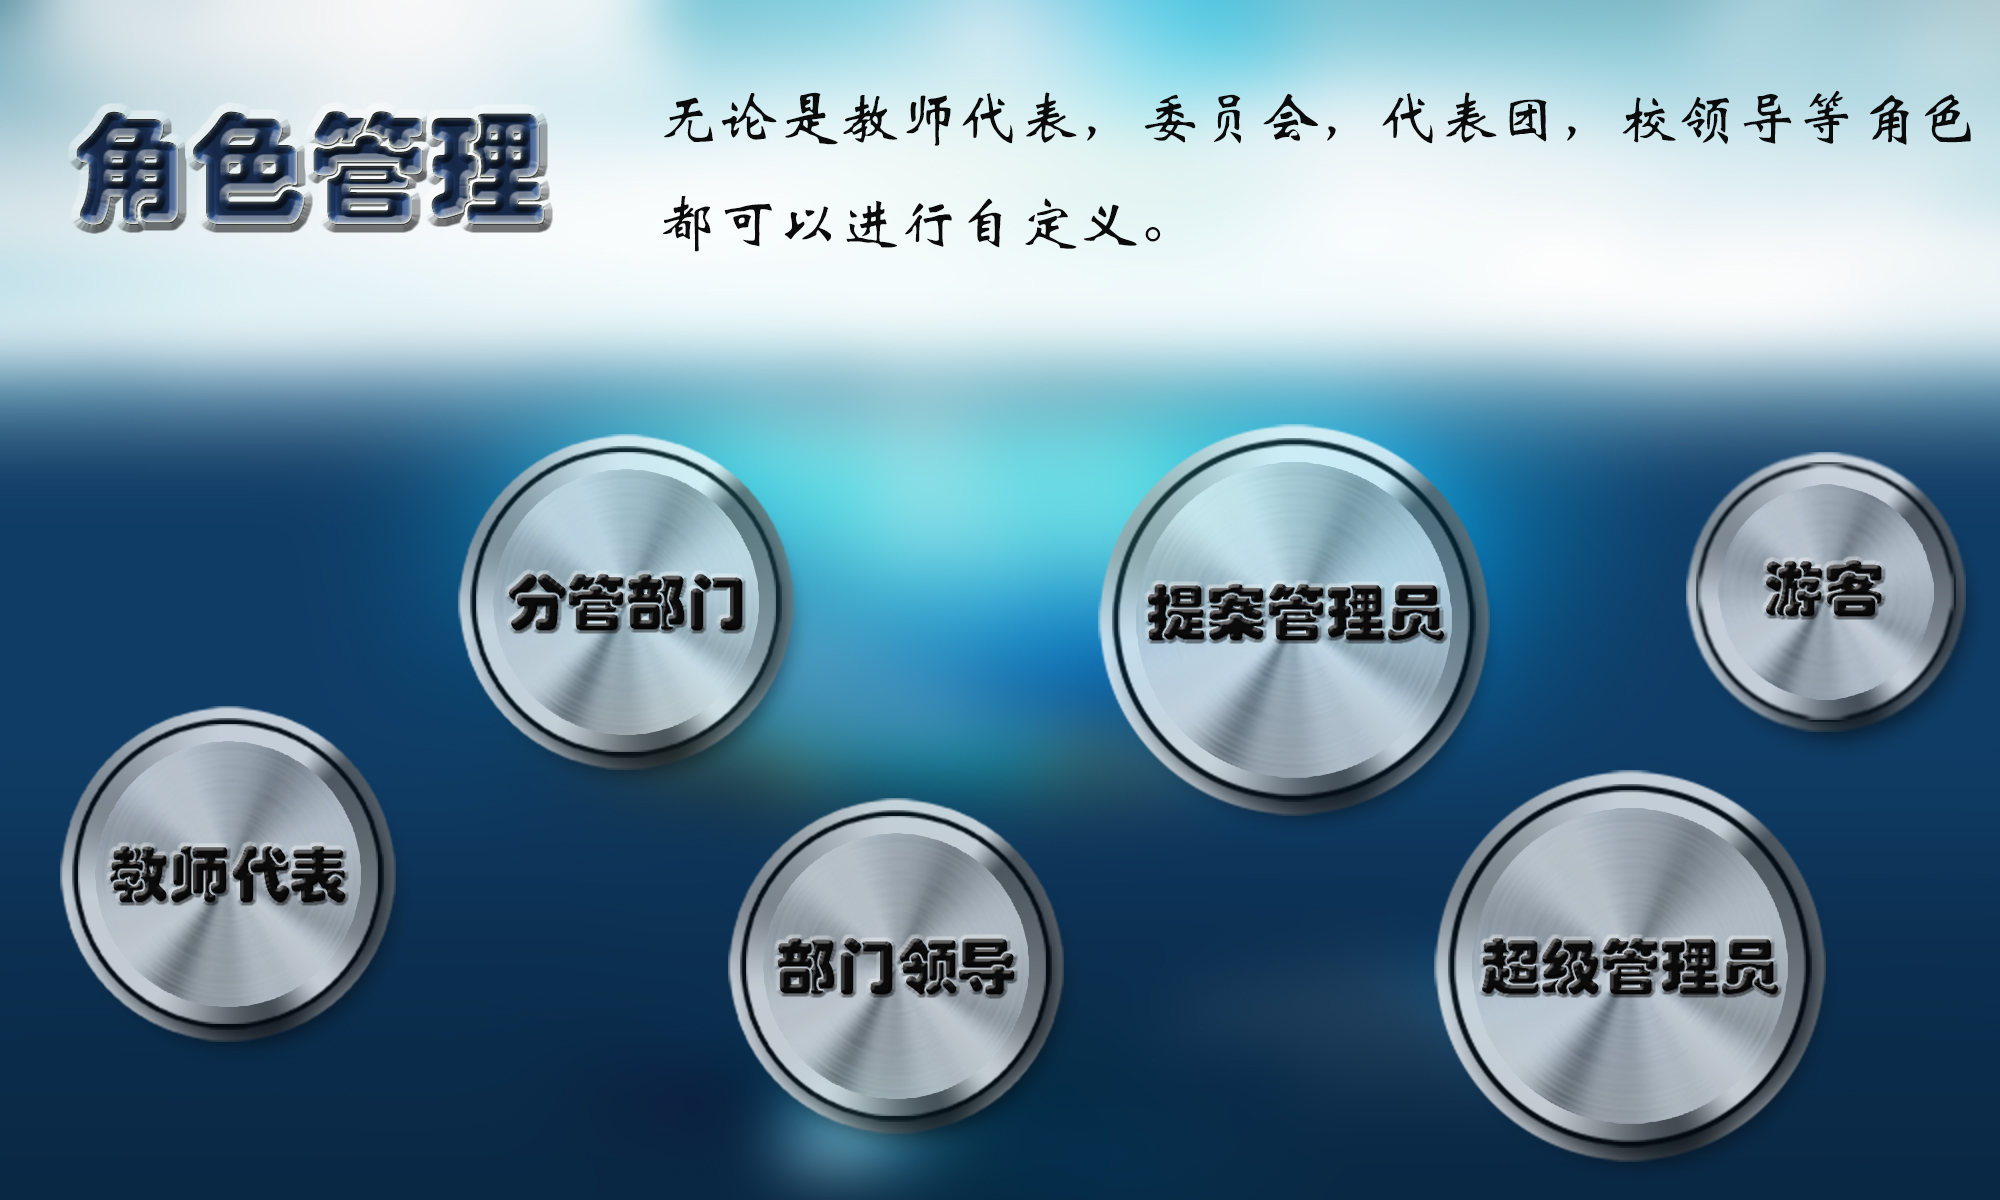 角色管理
无论是教师代表，委员会，代表团，校领导等角色
都可以进行自定义。
分管部门
提案管理员
游客
教师代表
部门领导
超级管理员